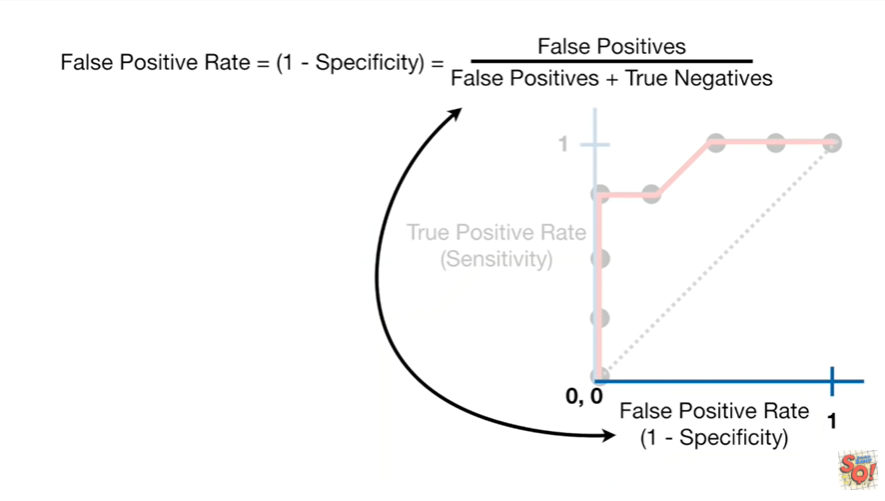 False Positive Rate = (1 - Specificity) =
False Positives
False Positives + True Negatives
1
True Positive Rate
(Sensitivity)
0, 0
False Positive Rate
(1 - Specificity)
1
SQ!